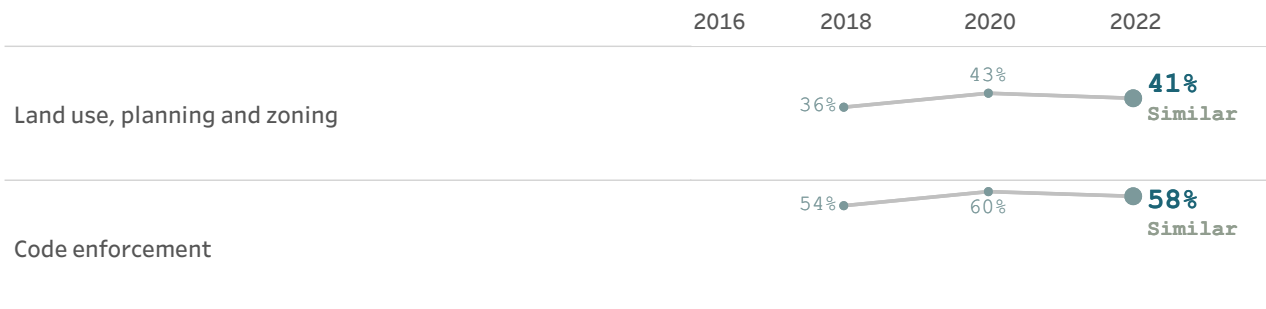 2016 2018 2020 2022
43%
41%
36%
Similar
Land use, planning and zoning
58%
54%
60%
Similar
Code enforcement